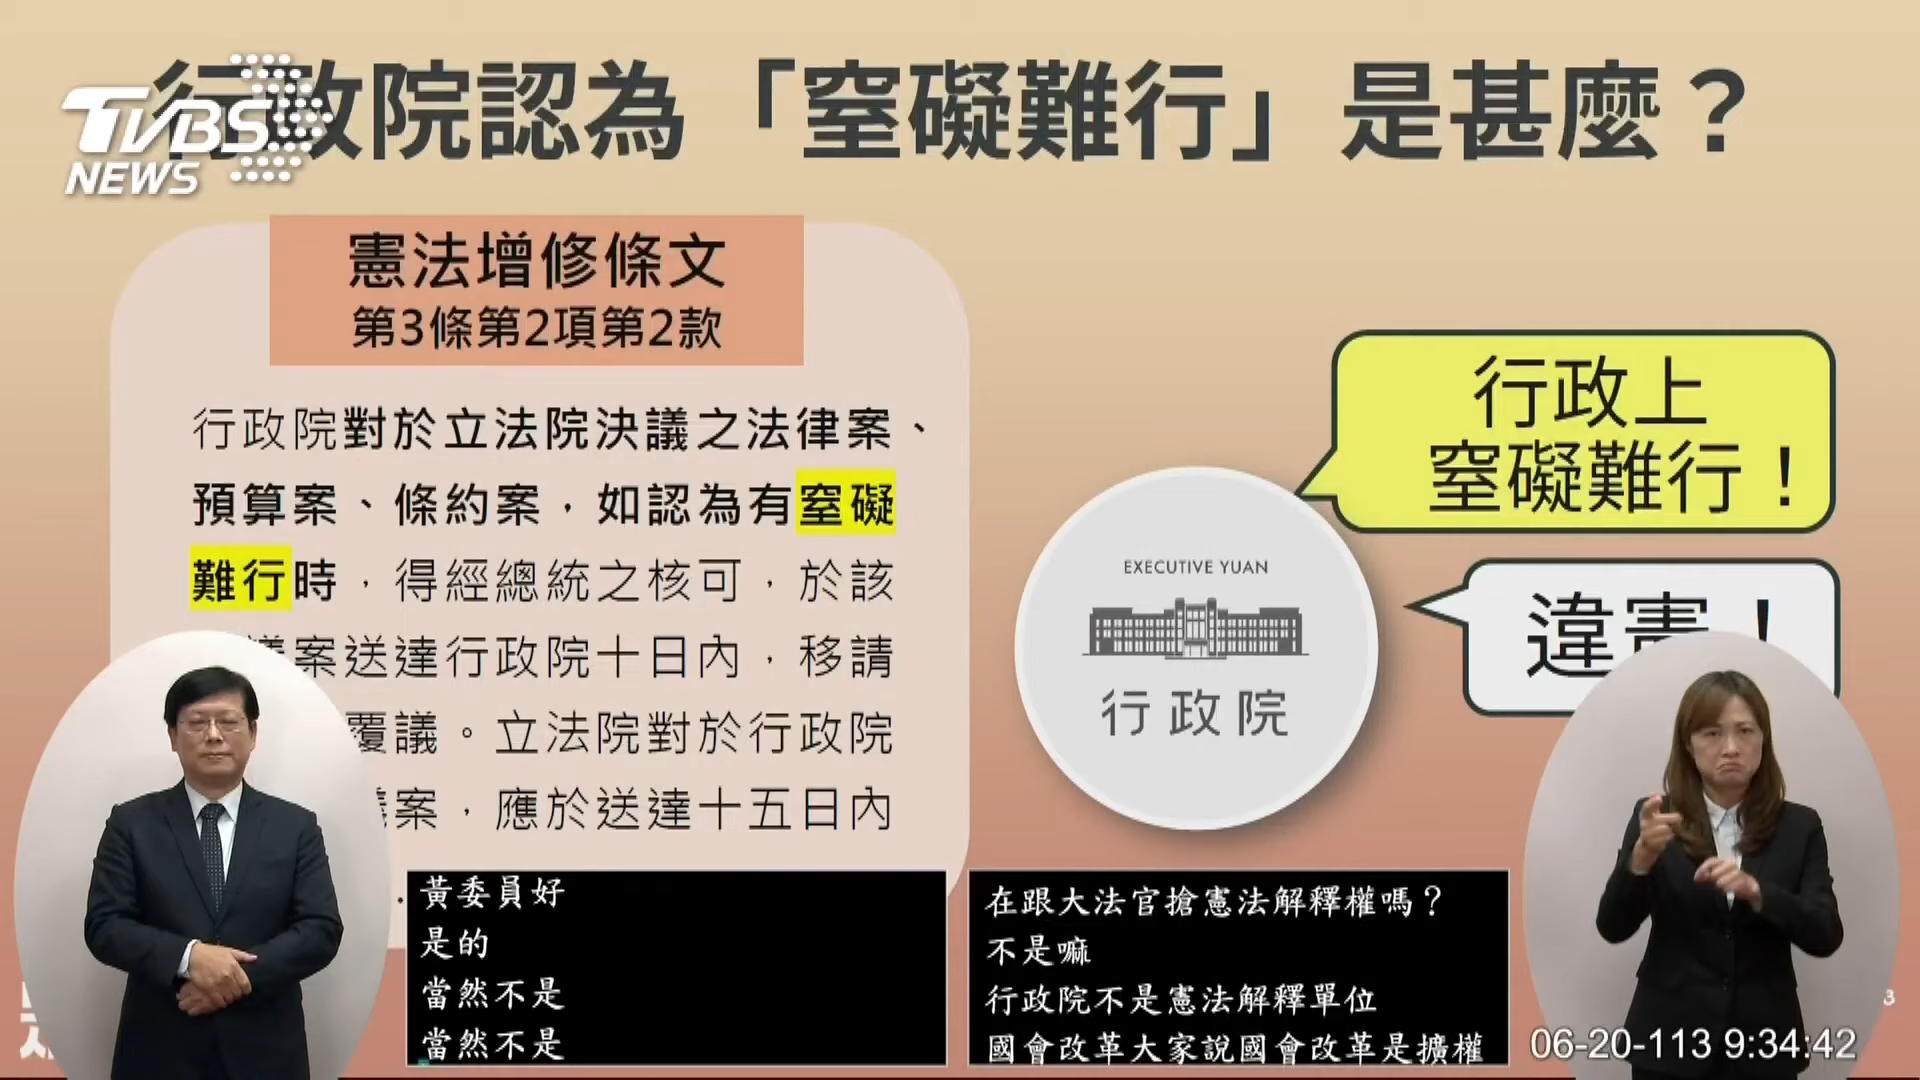 行政院認為「窒礙難行」是甚麼？
TVBS
NEWS
憲法增修條文
第3條第2項第2款
行政院對於立法院決議之法律案、
預算案、條約案，如認為有窒礙
難行時，得經總統之核可，於該
案送達行政院十日內，移請
覆議。立法院對於行政院
案，應於送達十五日內
行政上
窒礙難行！
違憲！
EXECUTIVE YUAN
行政院
黃委員好
是的
當然不是
當然不是
在跟大法官搶憲法解釋權嗎？
不是嘛
行政院不是憲法解釋單位
國會改革大家說國會改革是擴權
06-20-113 9:34:42